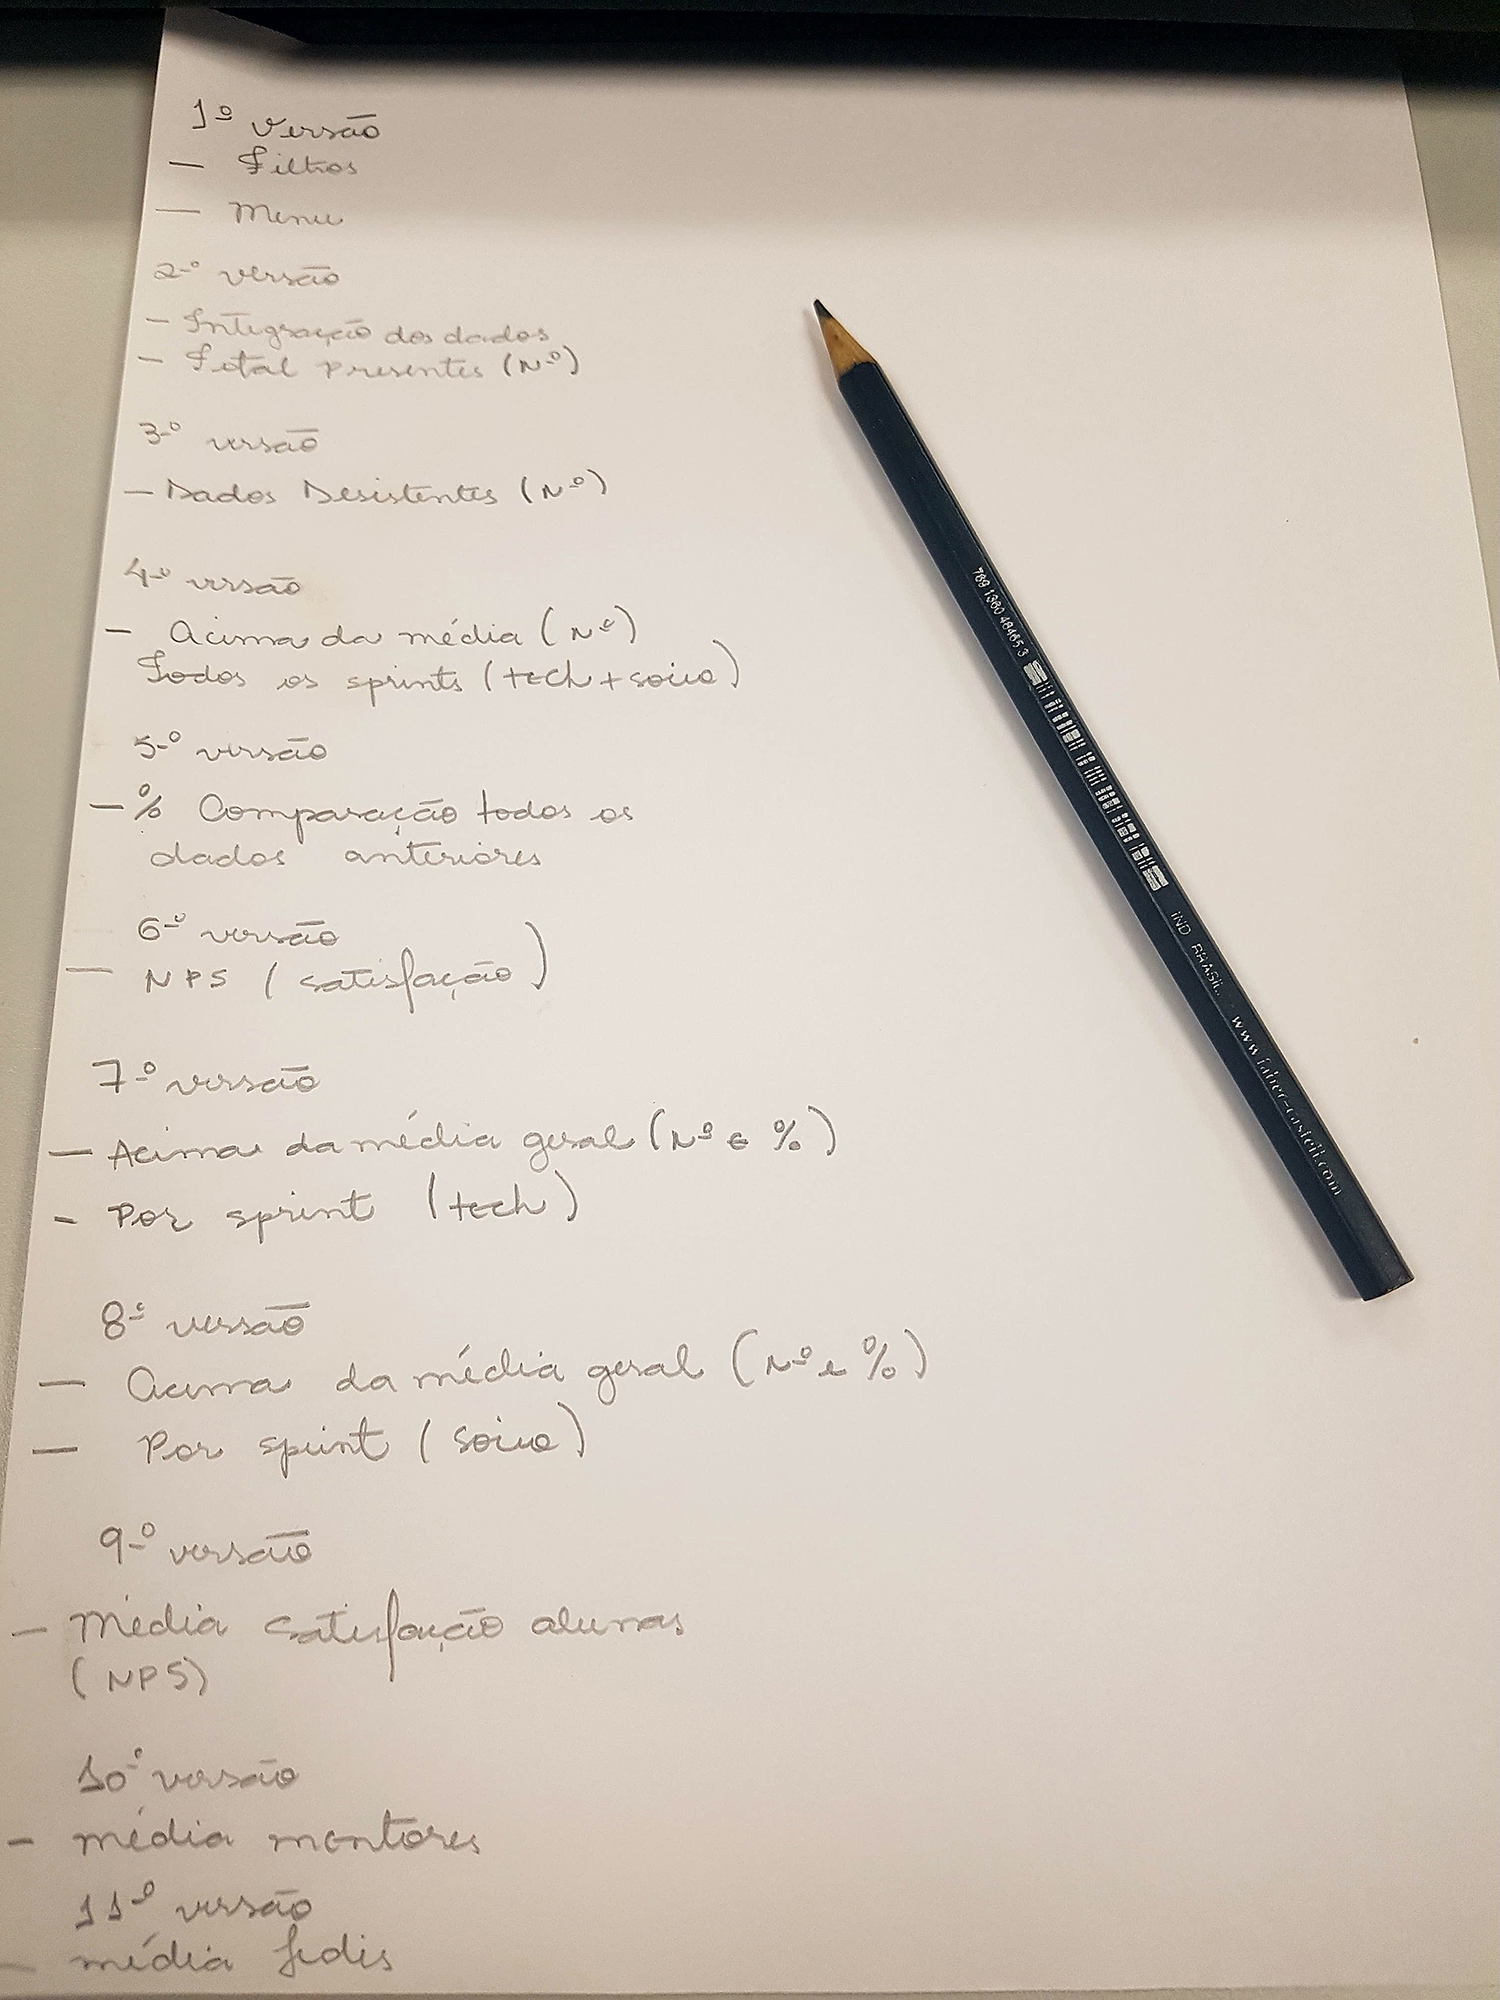 1º Versão
— Filtros
— Menu
2º versão
- Integração dos dados
- Total Presentes (Nº)
3º versão
- Dados Desistentes (Nº)
4º versão
- Acima da média (Nº)
Todos os sprints (tech + soive)
5º versão
- % Comparação todos os
dados anteriores
6º versão
- NPS (satisfação)
7º versão
- Acima da média geral (Nº e %)
- Por sprint (tech)
8º versão
- Acima da média geral (Nº e %)
- Por sprint (soive)
9º versão
- Média satisfação alunas
(NPS)
10º versão
- média mentores
11º versão
- média Jedis
789 1360 48465 3
IND. BRASIL. www.faber-castell.com